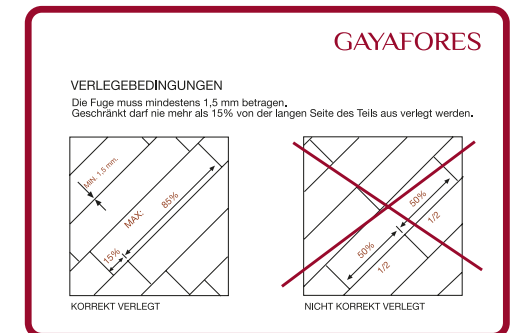 GAYAFORES
VERLEGEBEDINGUNGEN
Die Fuge muss mindestens 1,5 mm betragen.
Geschränkt darf nie mehr als 15% von der langen Seite des Teils aus verlegt werden.
MIN. 1,5 mm.
MAX:
85%
15%
KORREKT VERLEGT
50%
1/2
50%
1/2
NICHT KORREKT VERLEGT